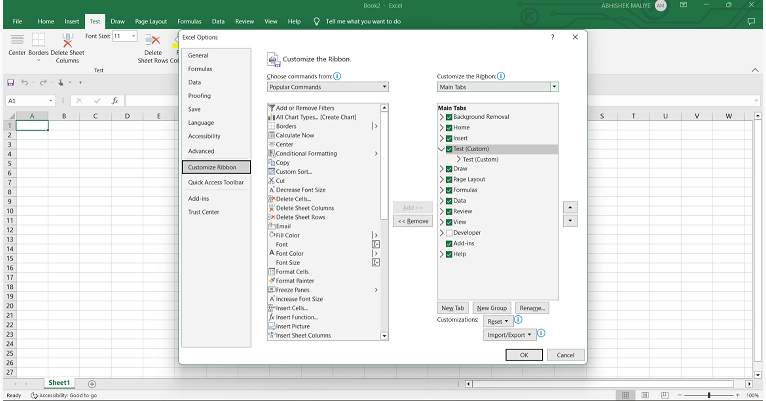 Book2 - Excel
ABHISHEK MALIYE AM
File Home Insert Test Draw Page Layout Formulas Data Review View Help Tell me what you want to do
Center Borders Delete Sheet Columns
Font Size: 11
Delete Sheet Rows
Test
A1
fx
A B C D E S T U V W
1
2
3
4
5
6
7
8
9
10
11
12
13
14
15
16
17
18
19
20
21
22
23
24
25
26
27
Excel Options
? ×
General
Formulas
Data
Proofing
Save
Language
Accessibility
Advanced
Customize Ribbon
Quick Access Toolbar
Add-ins
Trust Center
Customize the Ribbon.
Choose commands from:
Popular Commands
Add or Remove Filters
All Chart Types... [Create Chart]
Borders
Calculate Now
Center
Conditional Formatting
Copy
Custom Sort...
Cut
Decrease Font Size
Delete Cells...
Delete Sheet Columns
Delete Sheet Rows
Email
Fill Color
Font
Font Color
Font Size
Format Cells
Format Painter
Freeze Panes
Increase Font Size
Insert Cells...
Insert Function...
Insert Picture
Insert Sheet Columns
Add >>
<< Remove
Customize the Ribbon:
Main Tabs
Main Tabs
Background Removal
Home
Insert
Test (Custom)
Test (Custom)
Draw
Page Layout
Formulas
Data
Review
View
Developer
Add-ins
Help
New Tab New Group Rename...
Customizations: Reset
Import/Export
OK Cancel
Sheet1
Ready Accessibility: Good to go
100%